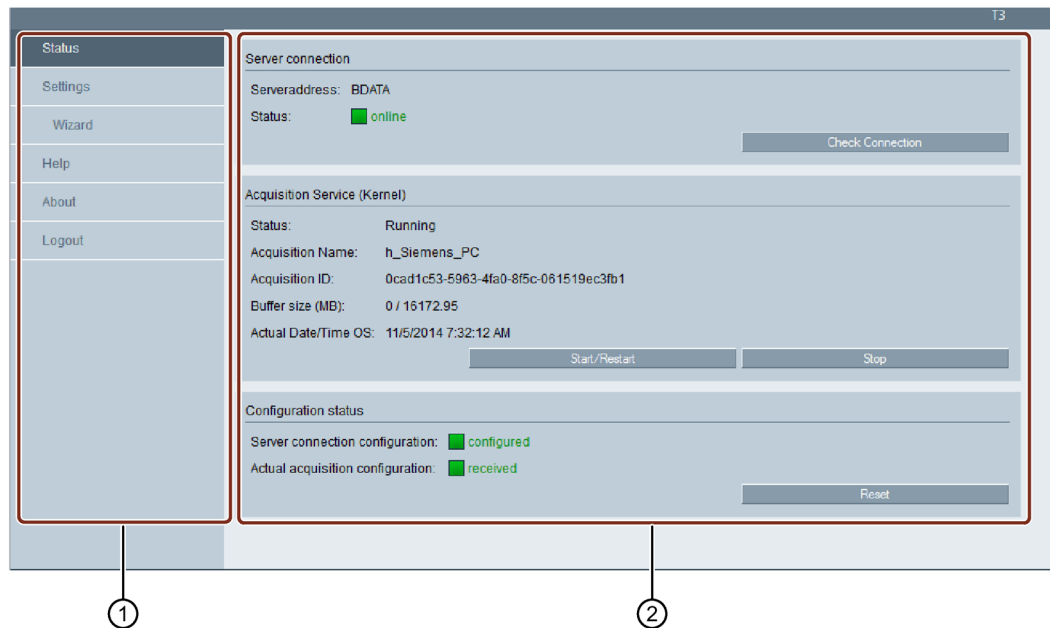 T3
Status
Settings
Wizard
Help
About
Logout
Server connection
Serveraddress: BDATA
Status: online
Check Connection
Acquisition Service (Kernel)
Status: Running
Acquisition Name: h_Siemens_PC
Acquisition ID: 0cad1c53-5963-4fa0-8f5c-061519ec3fb1
Buffer size (MB): 0 / 16172.95
Actual Date/Time OS: 11/5/2014 7:32:12 AM
Start/Restart Stop
Configuration status
Server connection configuration: configured
Actual acquisition configuration: received
Reset
1 2